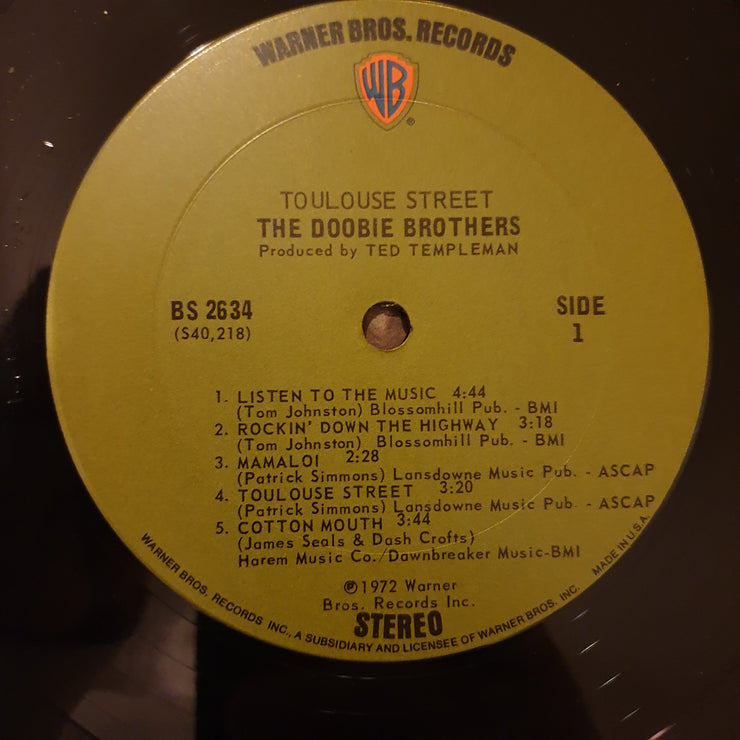 WARNER BROS. RECORDS
WB
®
TOULOUSE STREET
THE DOOBIE BROTHERS
Produced by TED TEMPLEMAN
BS 2634
(S40,218)
SIDE
1
1. LISTEN TO THE MUSIC 4:44
(Tom Johnston) Blossomhill Pub. - BMI
2. ROCKIN' DOWN THE HIGHWAY 3:18
(Tom Johnston) Blossomhill Pub. - BMI
3. MAMALOI 2:28
(Patrick Simmons) Lansdowne Music Pub. - ASCAP
4. TOULOUSE STREET 3:20
(Patrick Simmons) Lansdowne Music Pub. - ASCAP
5. COTTON MOUTH 3:44
(James Seals & Dash Crofts)
Harem Music Co./Dawnbreaker Music-BMI
℗1972 Warner
Bros. Records Inc.
STEREO
WARNER BROS. RECORDS INC., A SUBSIDIARY AND LICENSEE OF WARNER BROS. INC. MADE IN U.S.A.